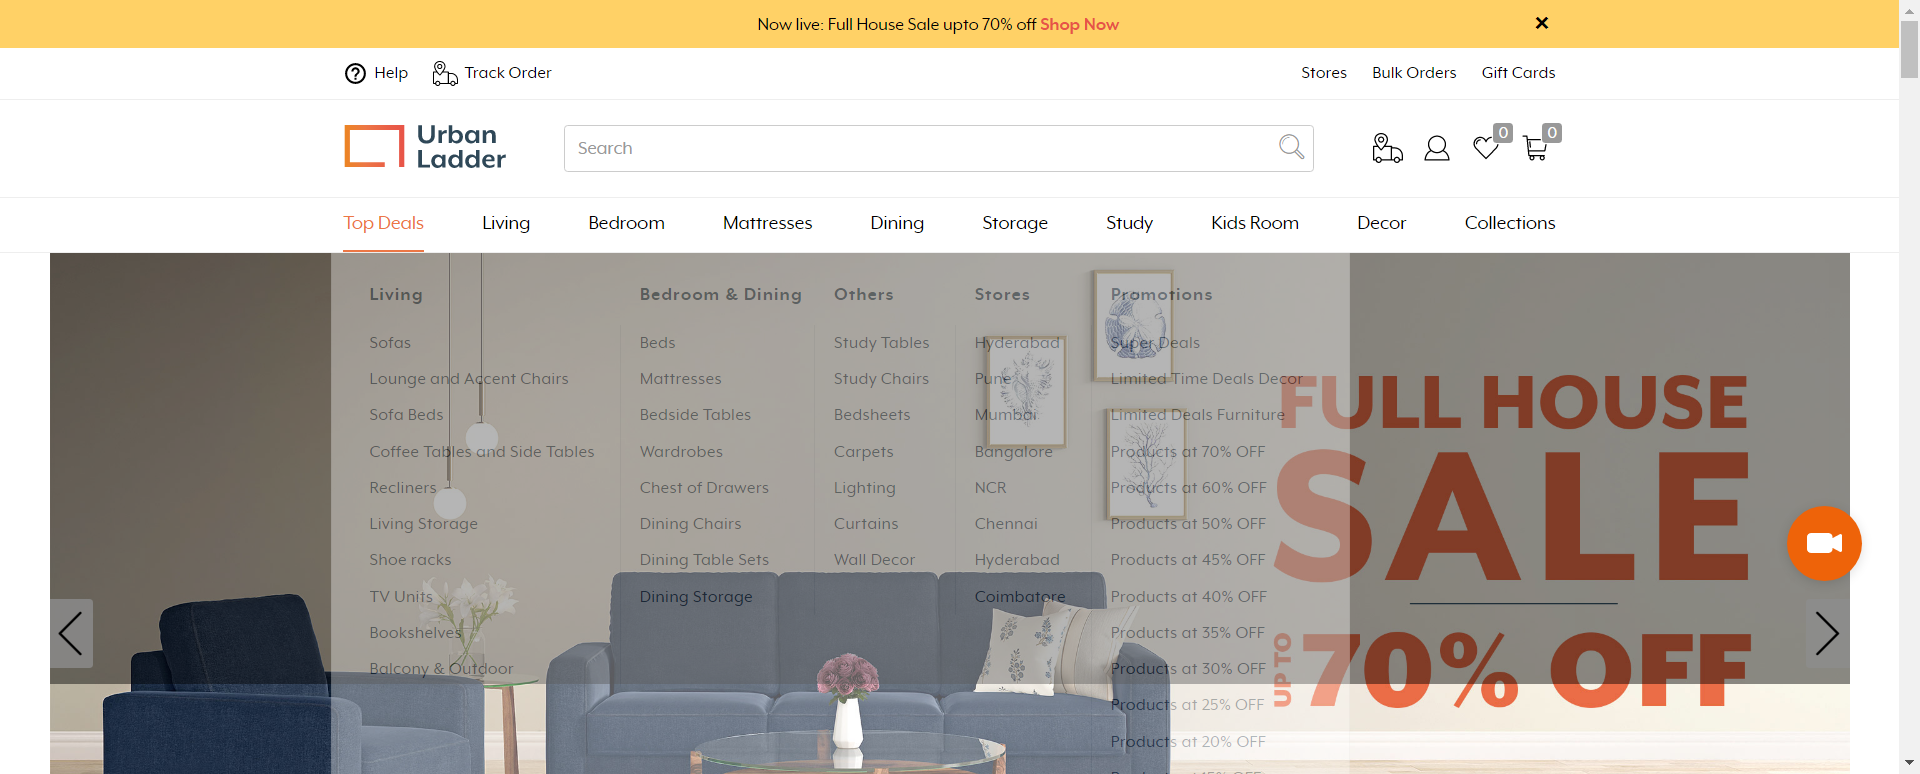 Now live: Full House Sale upto 70% off Shop Now
Help
Track Order
Stores
Bulk Orders
Gift Cards
Urban
Ladder
Search
0
0
Top Deals
Living
Bedroom
Mattresses
Dining
Storage
Study
Kids Room
Decor
Collections
Living
Sofas
Lounge and Accent Chairs
Sofa Beds
Coffee Tables and Side Tables
Recliners
Living Storage
Shoe racks
TV Units
Bookshelves
Balcony & Outdoor
Bedroom & Dining
Beds
Mattresses
Bedside Tables
Wardrobes
Chest of Drawers
Dining Chairs
Dining Table Sets
Dining Storage
Others
Study Tables
Study Chairs
Bedsheets
Carpets
Lighting
Curtains
Wall Decor
Stores
Hyderabad
Pune
Mumbai
Bangalore
NCR
Chennai
Hyderabad
Coimbatore
Promotions
Super Deals
Limited Time Deals Decor
Limited Deals Furniture
Products at 70% OFF
Products at 60% OFF
Products at 50% OFF
Products at 45% OFF
Products at 40% OFF
Products at 35% OFF
Products at 30% OFF
Products at 25% OFF
Products at 20% OFF
FULL HOUSE
SALE
UP TO
70% OFF